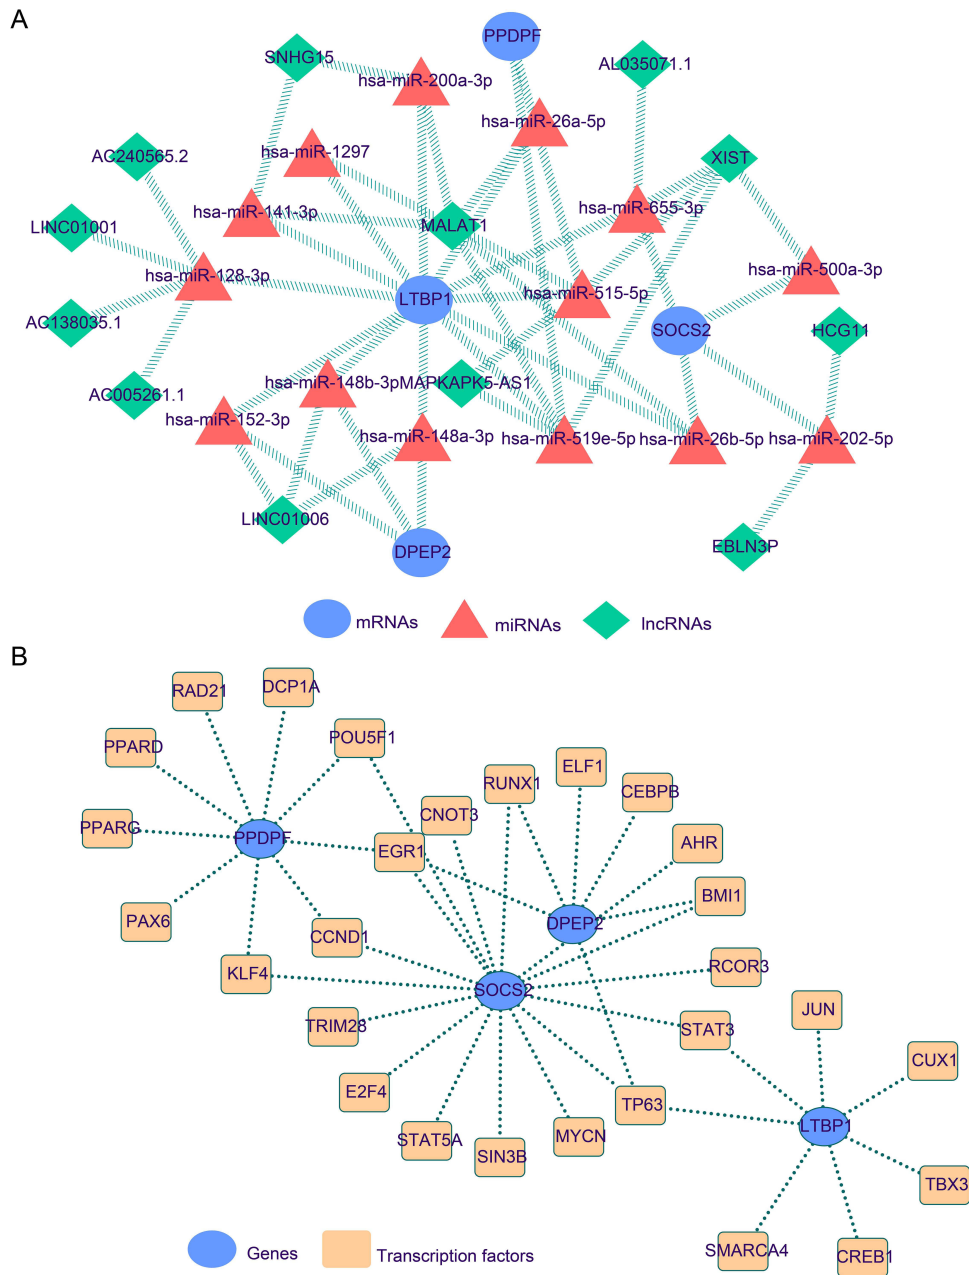 A
PPDPF
SNHG15
AL035071.1
hsa-miR-200a-3p
hsa-miR-26a-5p
hsa-miR-1297
AC240565.2
XIST
hsa-miR-141-3p
hsa-miR-655-3p
LINC01001
MALAT1
hsa-miR-128-3p
hsa-miR-500a-3p
LTBP1
hsa-miR-515-5p
AC138035.1
SOCS2
HCG11
hsa-miR-148b-3p
MAPKAPK5-AS1
AC005261.1
hsa-miR-152-3p
hsa-miR-148a-3p
hsa-miR-519e-5p
hsa-miR-26b-5p
hsa-miR-202-5p
LINC01006
EBLN3P
DPEP2
mRNAs
miRNAs
lncRNAs
B
RAD21
DCP1A
PPARD
POU5F1
ELF1
RUNX1
CEBPB
CNOT3
PPARG
PPDPF
EGR1
AHR
BMI1
PAX6
DPEP2
CCND1
KLF4
RCOR3
SOCS2
JUN
TRIM28
STAT3
CUX1
E2F4
TP63
LTBP1
STAT5A
MYCN
SIN3B
TBX3
SMARCA4
CREB1
Genes
Transcription factors